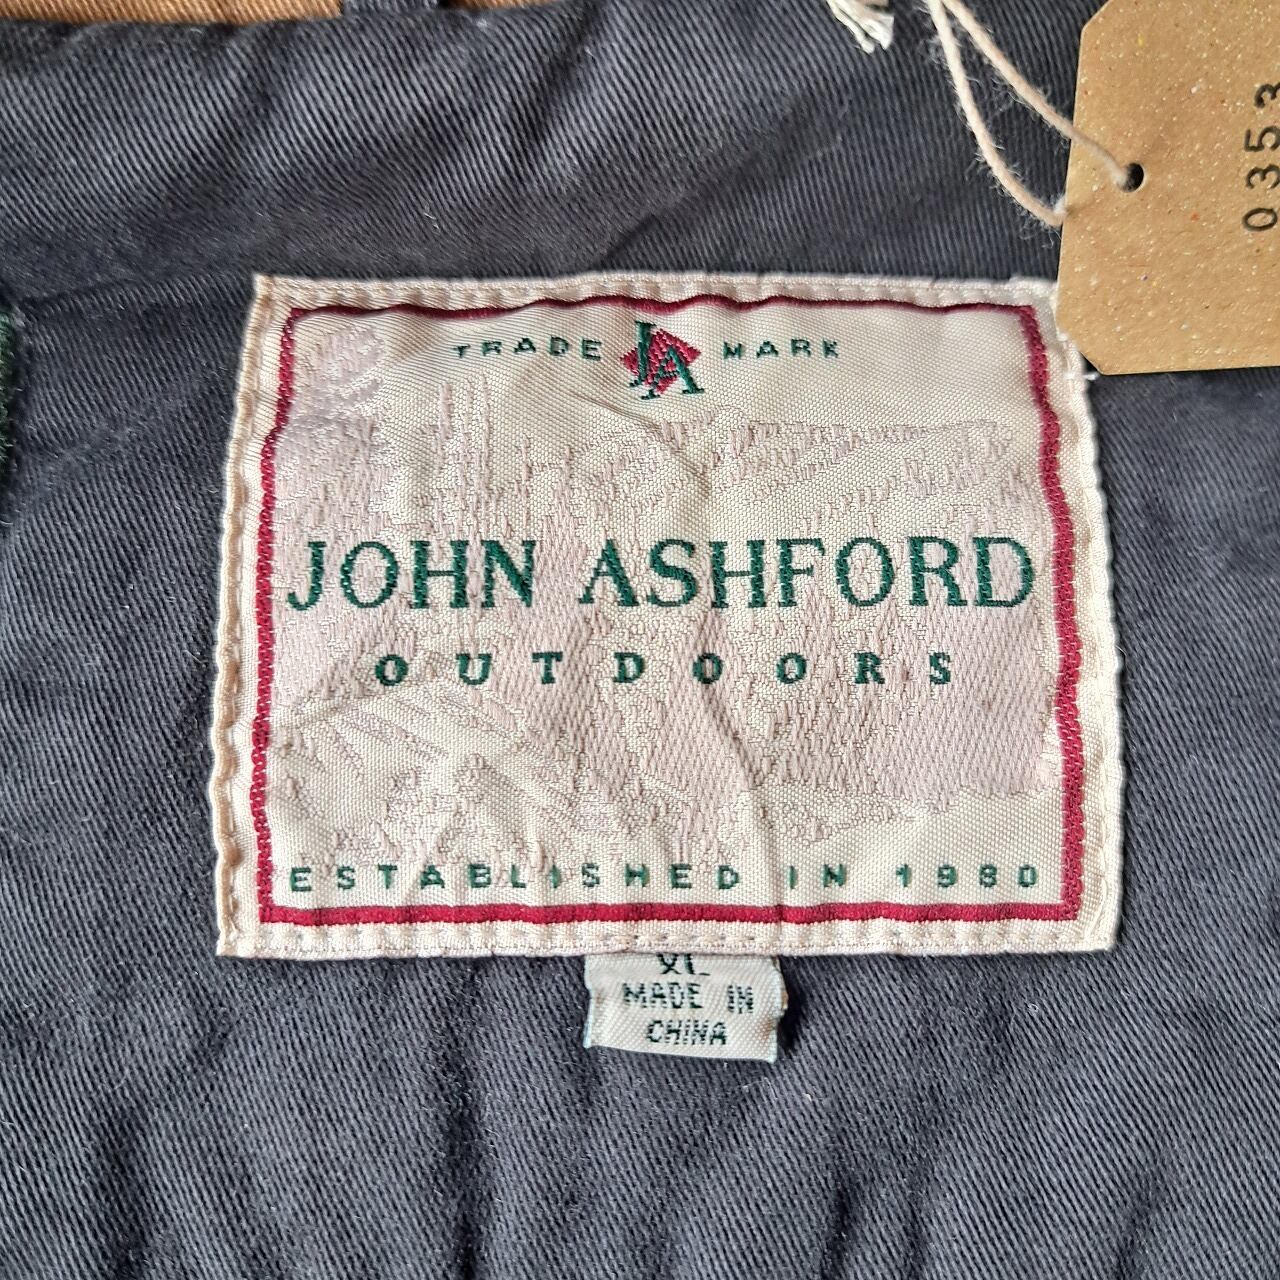 0353
TRADE JA MARK
JOHN ASHFORD
OUTDOORS
ESTABLISHED IN 1980
XL
MADE IN
CHINA